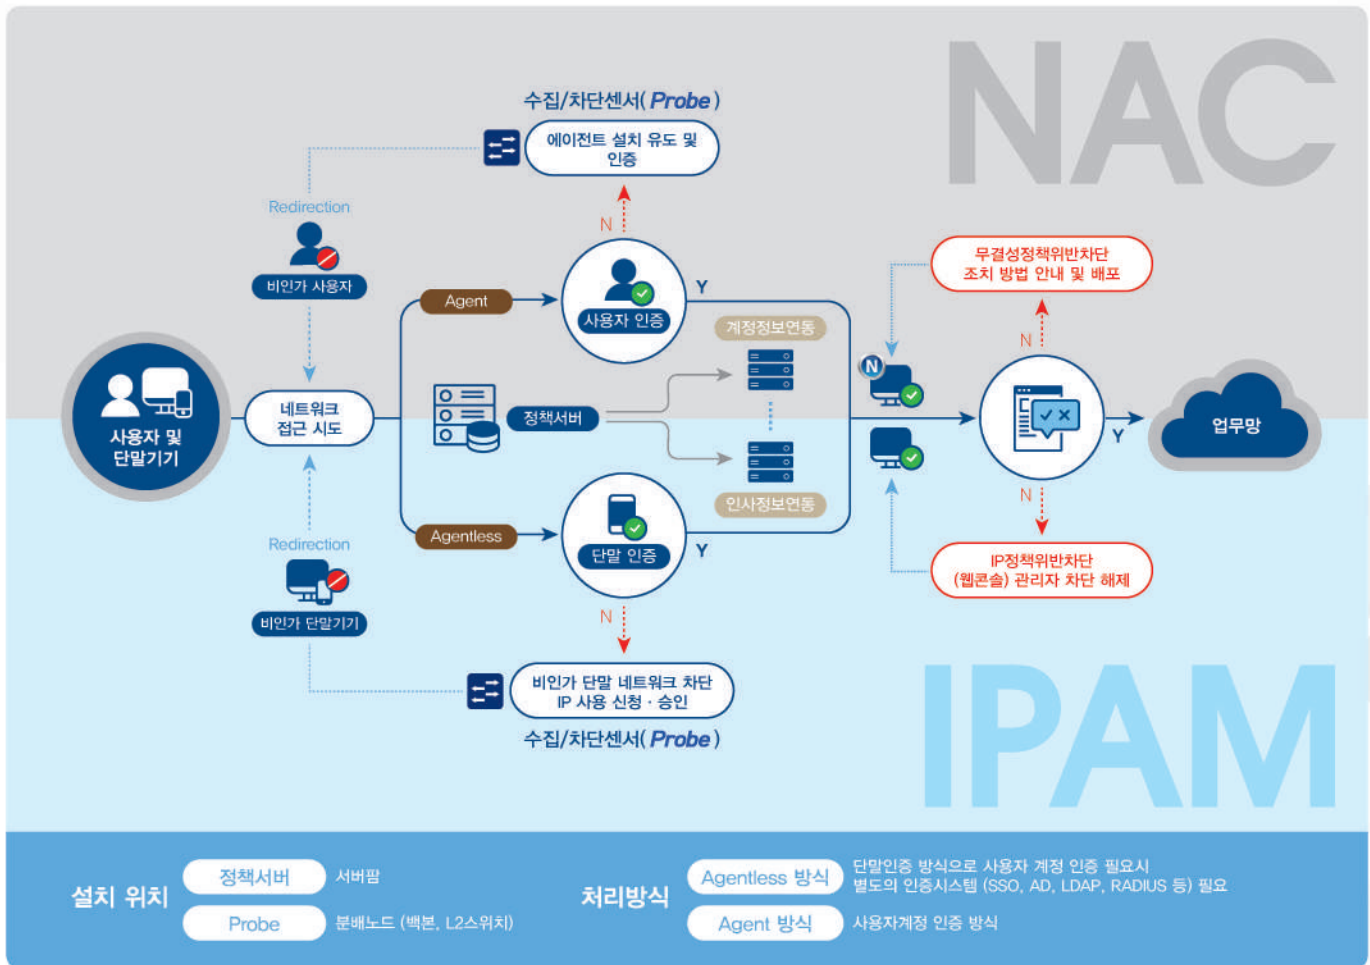 NAC
수집/차단센서(Probe)
에이전트 설치 유도 및
인증
Redirection
비인가 사용자
N
Agent
사용자 인증
Y
계정정보연동
무결성정책위반차단
조치 방법 안내 및 배포
N
N
사용자 및
단말기기
네트워크
접근 시도
정책서버
Y
업무망
인사정보연동
N
Agentless
단말 인증
Y
IP정책위반차단
(웹콘솔) 관리자 차단 해제
Redirection
비인가 단말기기
N
비인가 단말 네트워크 차단
IP 사용 신청 · 승인
수집/차단센서(Probe)
IPAM
설치 위치
정책서버
서버팜
Probe
분배노드 (백본, L2스위치)
처리방식
Agentless 방식
단말인증 방식으로 사용자 계정 인증 필요시
별도의 인증시스템 (SSO, AD, LDAP, RADIUS 등) 필요
Agent 방식
사용자계정 인증 방식